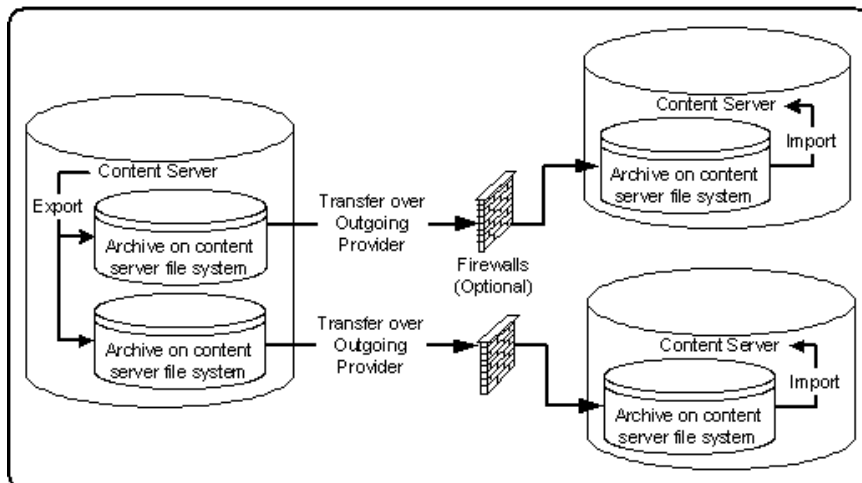 Content Server
Export
Archive on content
server file system
Archive on content
server file system
Transfer over
Outgoing
Provider
Firewalls
(Optional)
Transfer over
Outgoing
Provider
Content Server
Import
Archive on content
server file system
Content Server
Import
Archive on content
server file system